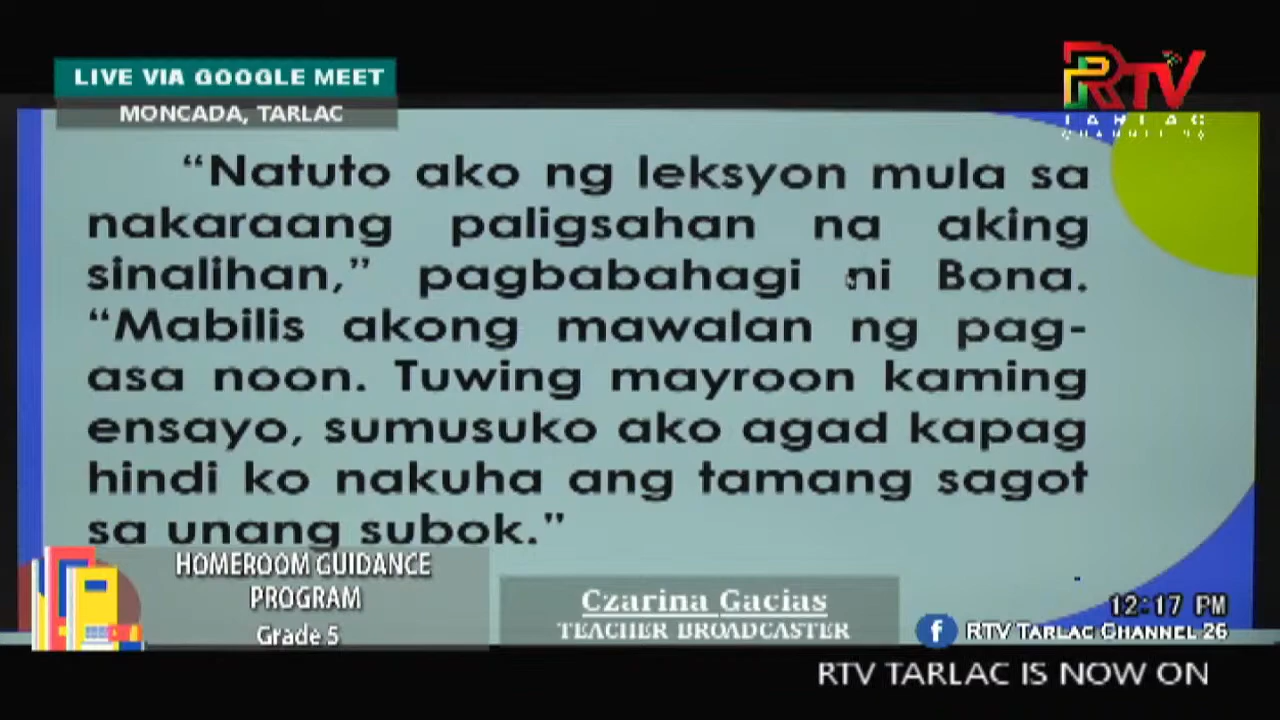 LIVE VIA GOOGLE MEET
MONCADA, TARLAC
RTV
TARLAC
CHANNEL 26
“Natuto ako ng leksyon mula sa
nakaraang paligsahan na aking
sinalihan,” pagbabahagi ni Bona.
“Mabilis akong mawalan ng pag-
asa noon. Tuwing mayroon kaming
ensayo, sumusuko ako agad kapag
hindi ko nakuha ang tamang sagot
sa unang subok.”
HOMEROOM GUIDANCE
PROGRAM
Grade 5
Czarina Gacias
TEACHER BROADCASTER
12:17 PM
f RTV TARLAC CHANNEL 26
RTV TARLAC IS NOW ON